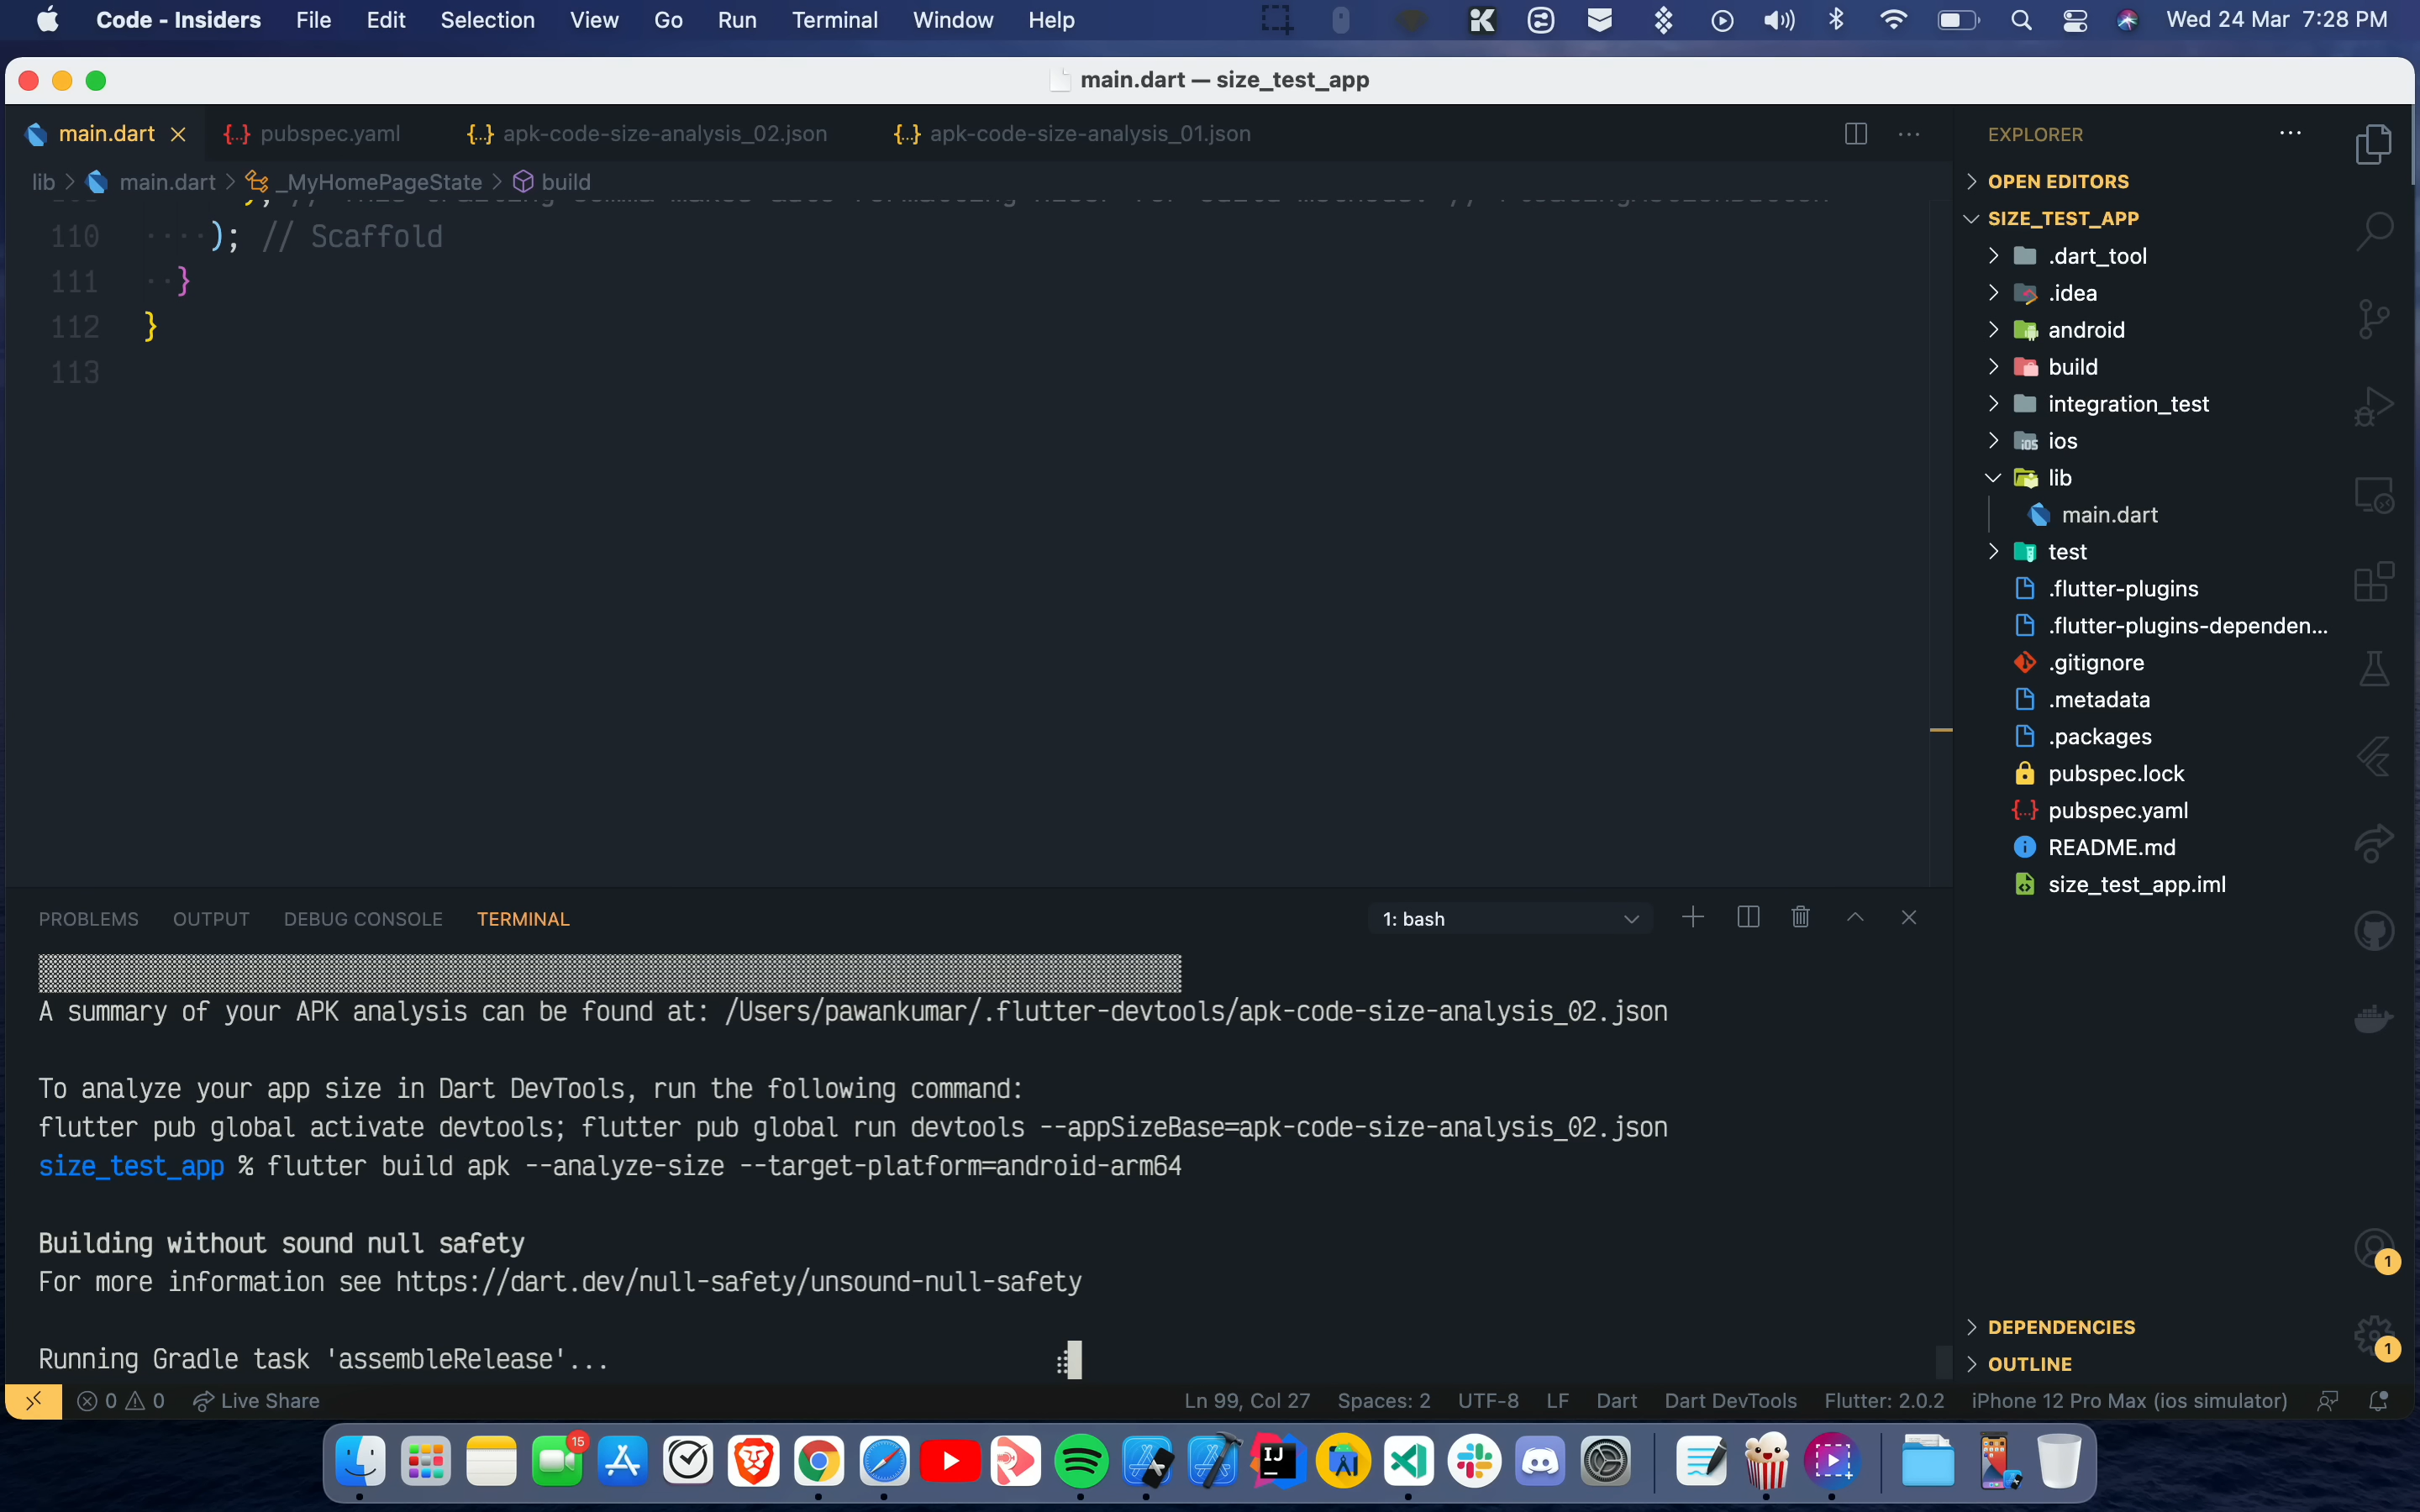 Code - Insiders File Edit Selection View Go Run Terminal Window Help Wed 24 Mar 7:28 PM
main.dart — size_test_app
main.dart pubspec.yaml apk-code-size-analysis_02.json apk-code-size-analysis_01.json
lib > main.dart > _MyHomePageState > build
110 ); // Scaffold
111 }
112 }
113
EXPLORER
OPEN EDITORS
SIZE_TEST_APP
.dart_tool
.idea
android
build
integration_test
ios
lib
main.dart
test
.flutter-plugins
.flutter-plugins-dependen...
.gitignore
.metadata
.packages
pubspec.lock
pubspec.yaml
README.md
size_test_app.iml
DEPENDENCIES
OUTLINE
1
1
PROBLEMS OUTPUT DEBUG CONSOLE TERMINAL 1: bash
A summary of your APK analysis can be found at: /Users/pawankumar/.flutter-devtools/apk-code-size-analysis_02.json
To analyze your app size in Dart DevTools, run the following command:
flutter pub global activate devtools; flutter pub global run devtools --appSizeBase=apk-code-size-analysis_02.json
size_test_app % flutter build apk --analyze-size --target-platform=android-arm64
Building without sound null safety
For more information see https://dart.dev/null-safety/unsound-null-safety
Running Gradle task 'assembleRelease'...
0 0 Live Share Ln 99, Col 27 Spaces: 2 UTF-8 LF Dart Dart DevTools Flutter: 2.0.2 iPhone 12 Pro Max (ios simulator)
15
IJ